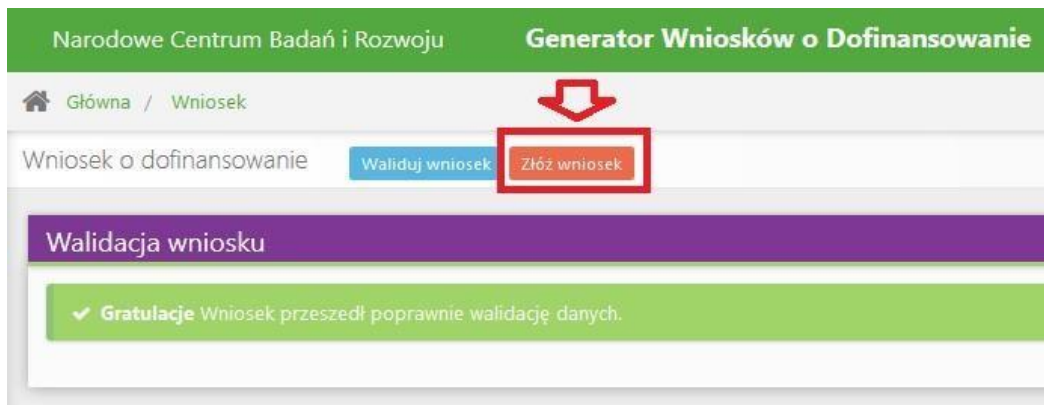 Narodowe Centrum Badań i Rozwoju Generator Wniosków o Dofinansowanie
Główna / Wniosek
Wniosek o dofinansowanie Waliduj wniosek Złóż wniosek
Walidacja wniosku
Gratulacje Wniosek przeszedł poprawnie walidację danych.